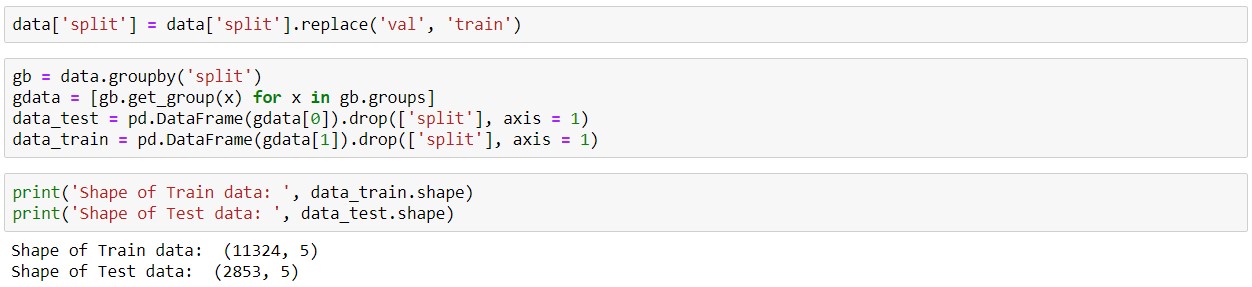 data['split'] = data['split'].replace('val', 'train')
gb = data.groupby('split')
gdata = [gb.get_group(x) for x in gb.groups]
data_test = pd.DataFrame(gdata[0]).drop(['split'], axis = 1)
data_train = pd.DataFrame(gdata[1]).drop(['split'], axis = 1)
print('Shape of Train data: ', data_train.shape)
print('Shape of Test data: ', data_test.shape)
Shape of Train data:  (11324, 5)
Shape of Test data:  (2853, 5)